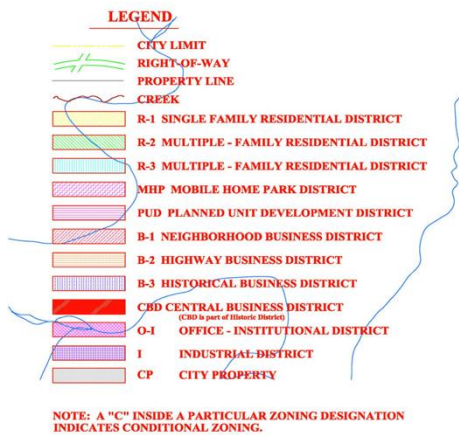 LEGEND
CITY LIMIT
RIGHT-OF-WAY
PROPERTY LINE
CREEK
R-1 SINGLE FAMILY RESIDENTIAL DISTRICT
R-2 MULTIPLE - FAMILY RESIDENTIAL DISTRICT
R-3 MULTIPLE - FAMILY RESIDENTIAL DISTRICT
MHP MOBILE HOME PARK DISTRICT
PUD PLANNED UNIT DEVELOPMENT DISTRICT
B-1 NEIGHBORHOOD BUSINESS DISTRICT
B-2 HIGHWAY BUSINESS DISTRICT
B-3 HISTORICAL BUSINESS DISTRICT
CBD CENTRAL BUSINESS DISTRICT
(CBD is part of Historic District)
O-I OFFICE - INSTITUTIONAL DISTRICT
I INDUSTRIAL DISTRICT
CP CITY PROPERTY
NOTE: A "C" INSIDE A PARTICULAR ZONING DESIGNATION
INDICATES CONDITIONAL ZONING.